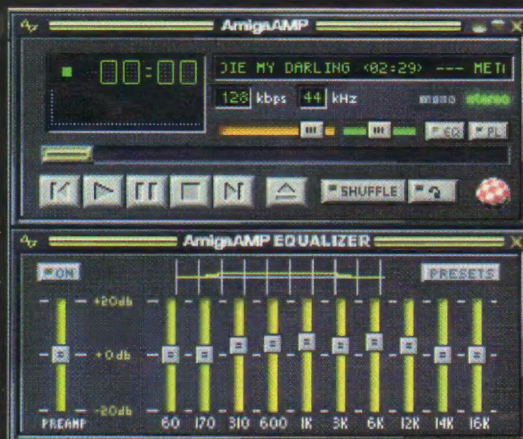 AmigaAMP
00:00
DIE MY DARLING <02:29> --- MET
128 kbps 44 kHz mono stereo
EQ PL
SHUFFLE
AmigaAMP EQUALIZER
ON PRESETS
+20db
+0db
-20db
PREAMP 60 170 310 600 1K 3K 6K 12K 14K 16K